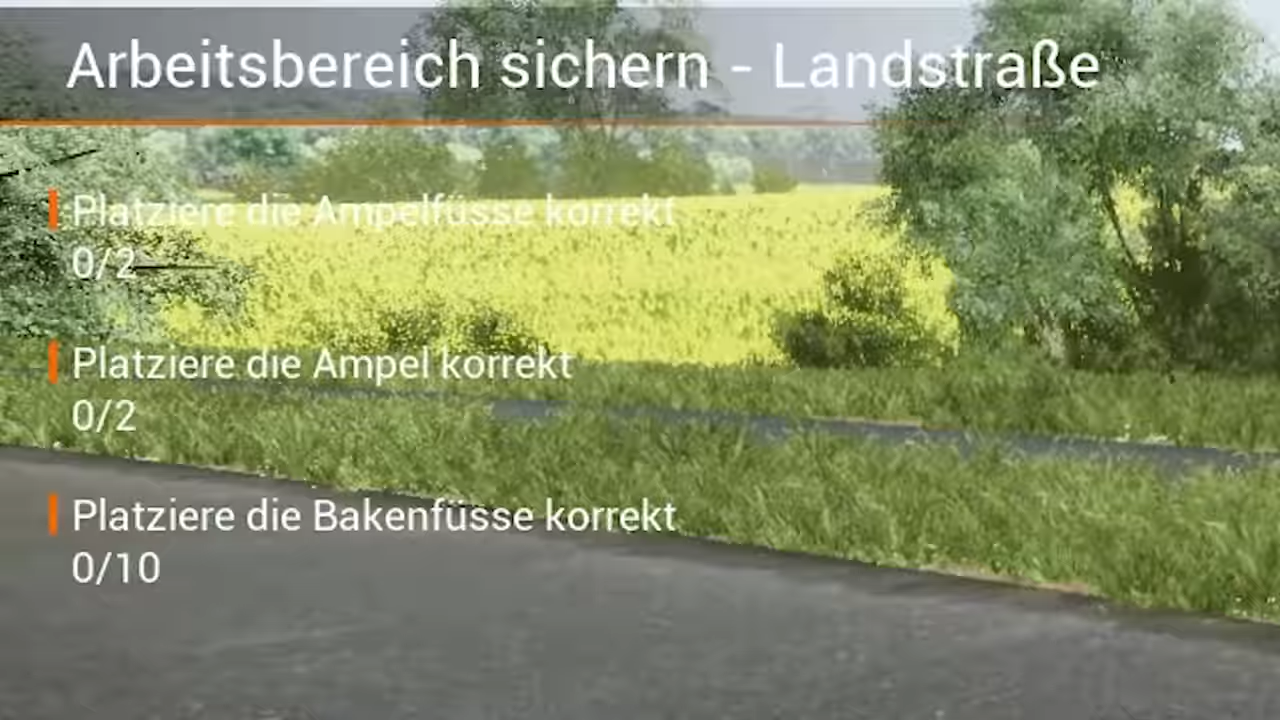 Arbeitsbereich sichern - Landstraße
Platziere die Ampelfüsse korrekt
0/2
Platziere die Ampel korrekt
0/2
Platziere die Bakenfüsse korrekt
0/10